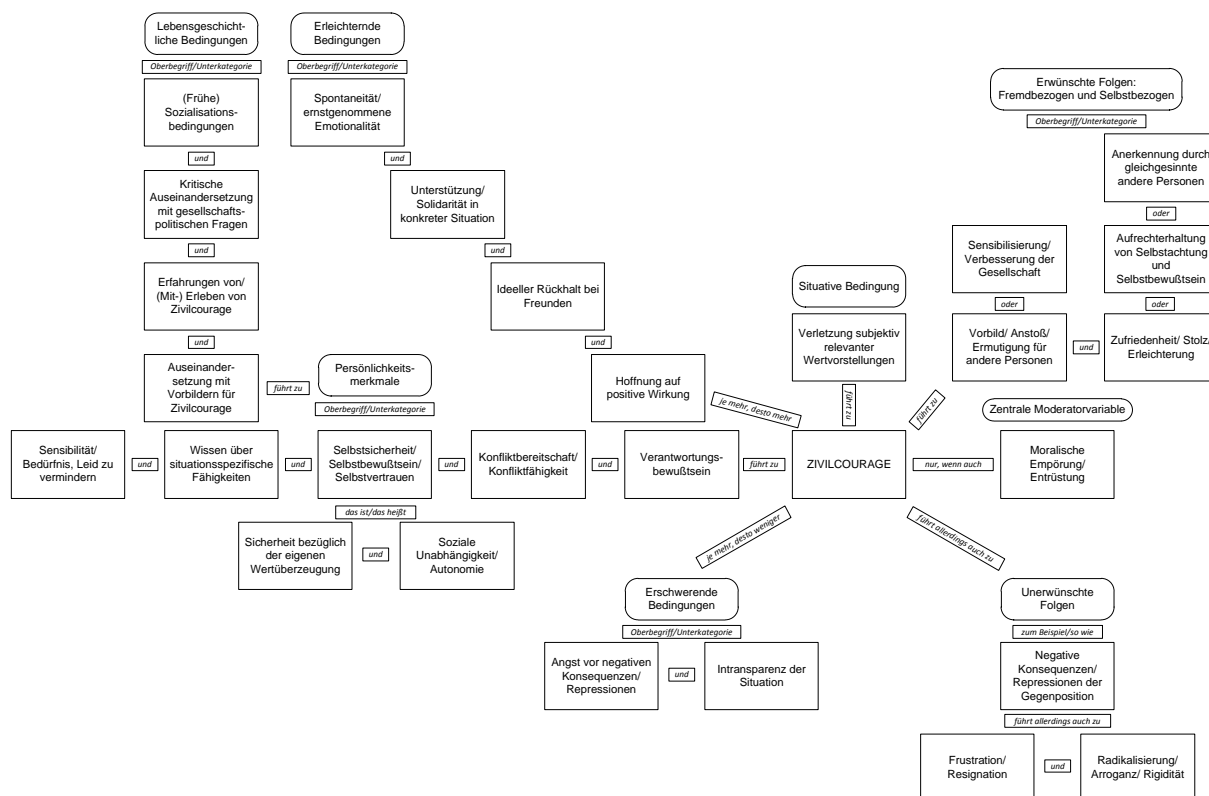 Lebensgeschicht-
liche Bedingungen
Oberbegriff/Unterkategorie
(Frühe)
Sozialisations-
bedingungen
und
Kritische
Auseinandersetzung
mit gesellschafts-
politischen Fragen
und
Erfahrungen von/
(Mit-) Erleben von
Zivilcourage
und
Auseinander-
setzung mit
Vorbildern für
Zivilcourage
führt zu
Persönlichkeits-
merkmale
Oberbegriff/Unterkategorie
Erleichternde
Bedingungen
Oberbegriff/Unterkategorie
Spontaneität/
ernstgenommene
Emotionalität
und
Unterstützung/
Solidarität in
konkreter Situation
und
Ideeller Rückhalt bei
Freunden
und
Hoffnung auf
positive Wirkung
je mehr, desto mehr
Situative Bedingung
Verletzung subjektiv
relevanter
Wertvorstellungen
führt zu
Erwünschte Folgen:
Fremdbezogen und Selbstbezogen
Oberbegriff/Unterkategorie
Anerkennung durch
gleichgesinnte
andere Personen
oder
Sensibilisierung/
Verbesserung der
Gesellschaft
Aufrechterhaltung
von Selbstachtung
und
Selbstbewußtsein
oder
oder
Vorbild/ Anstoß/
Ermutigung für
andere Personen
und
Zufriedenheit/ Stolz/
Erleichterung
führt zu
Zentrale Moderatorvariable
Sensibilität/
Bedürfnis, Leid zu
vermindern
und
Wissen über
situationsspezifische
Fähigkeiten
und
Selbstsicherheit/
Selbstbewußtsein/
Selbstvertrauen
und
Konfliktbereitschaft/
Konfliktfähigkeit
und
Verantwortungs-
bewußtsein
führt zu
ZIVILCOURAGE
nur, wenn auch
Moralische
Empörung/
Entrüstung
das ist/das heißt
Sicherheit bezüglich
der eigenen
Wertüberzeugung
und
Soziale
Unabhängigkeit/
Autonomie
je mehr, desto weniger
Erschwerende
Bedingungen
Oberbegriff/Unterkategorie
Angst vor negativen
Konsequenzen/
Repressionen
und
Intransparenz der
Situation
führt allerdings auch zu
Unerwünschte
Folgen
zum Beispiel/so wie
Negative
Konsequenzen/
Repressionen der
Gegenposition
führt allerdings auch zu
Frustration/
Resignation
und
Radikalisierung/
Arroganz/ Rigidität